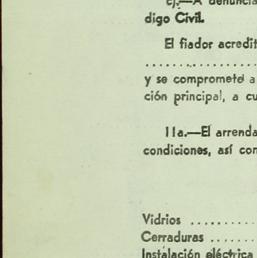 c).—A denuncia
digo Civil.
El fiador acredit
y se compromete a
ción principal, a cu
11a.—El arrenda
condiciones, así con
Vidrios ..........
Cerraduras .......
Instalación eléctrica